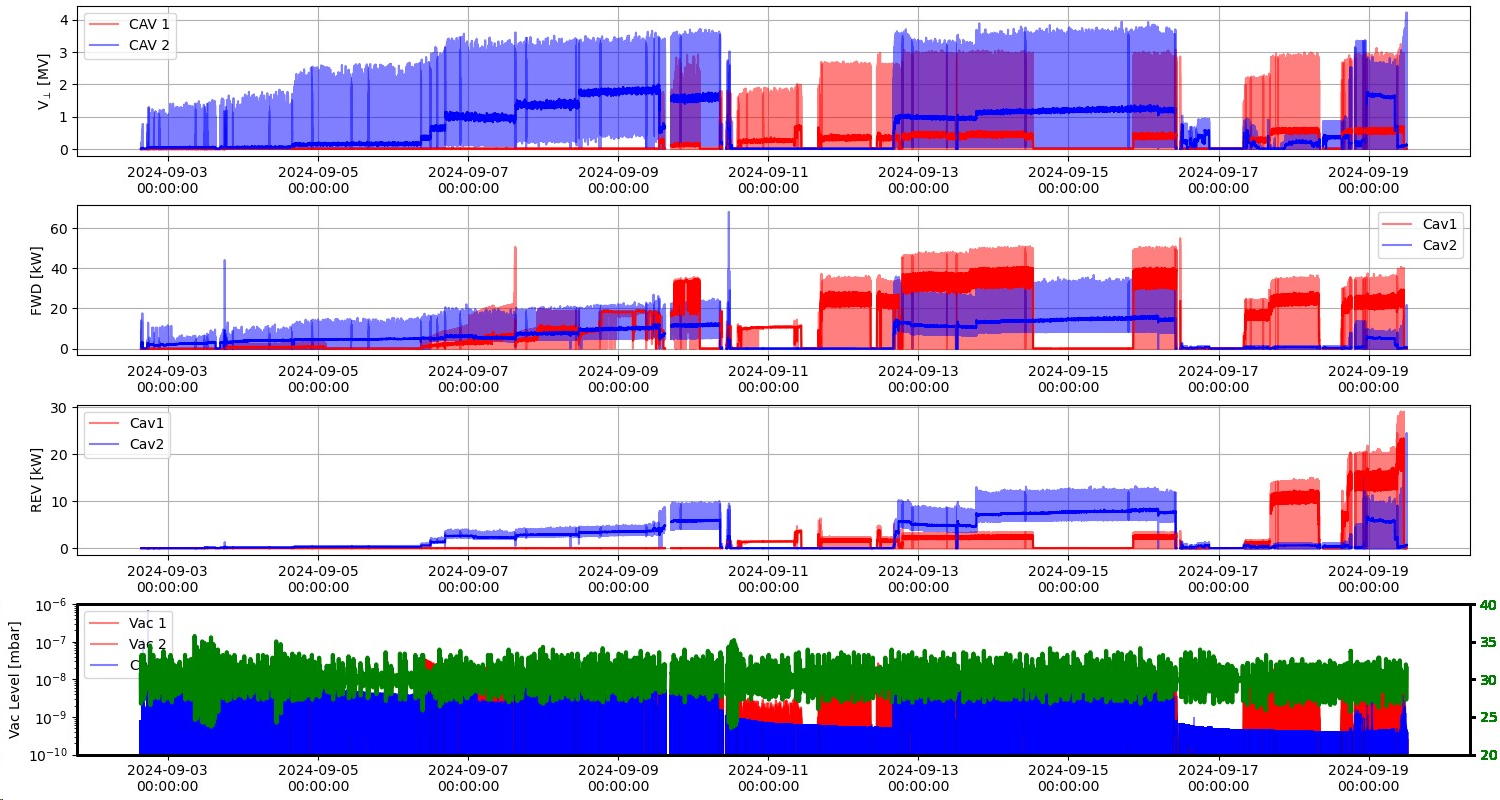 CAV 1
CAV 2
V⊥ [MV]
4
3
2
1
0
2024-09-03 2024-09-05 2024-09-07 2024-09-09 2024-09-11 2024-09-13 2024-09-15 2024-09-17 2024-09-19
00:00:00 00:00:00 00:00:00 00:00:00 00:00:00 00:00:00 00:00:00 00:00:00 00:00:00
Cav1
Cav2
FWD [kW]
60
40
20
0
2024-09-03 2024-09-05 2024-09-07 2024-09-09 2024-09-11 2024-09-13 2024-09-15 2024-09-17 2024-09-19
00:00:00 00:00:00 00:00:00 00:00:00 00:00:00 00:00:00 00:00:00 00:00:00 00:00:00
Cav1
Cav2
REV [kW]
30
20
10
0
2024-09-03 2024-09-05 2024-09-07 2024-09-09 2024-09-11 2024-09-13 2024-09-15 2024-09-17 2024-09-19
00:00:00 00:00:00 00:00:00 00:00:00 00:00:00 00:00:00 00:00:00 00:00:00 00:00:00
Vac 1
Vac 2
Vac Level [mbar]
10⁻⁶
10⁻⁷
10⁻⁸
10⁻⁹
10⁻¹⁰
40
35
30
25
20
2024-09-03 2024-09-05 2024-09-07 2024-09-09 2024-09-11 2024-09-13 2024-09-15 2024-09-17 2024-09-19
00:00:00 00:00:00 00:00:00 00:00:00 00:00:00 00:00:00 00:00:00 00:00:00 00:00:00